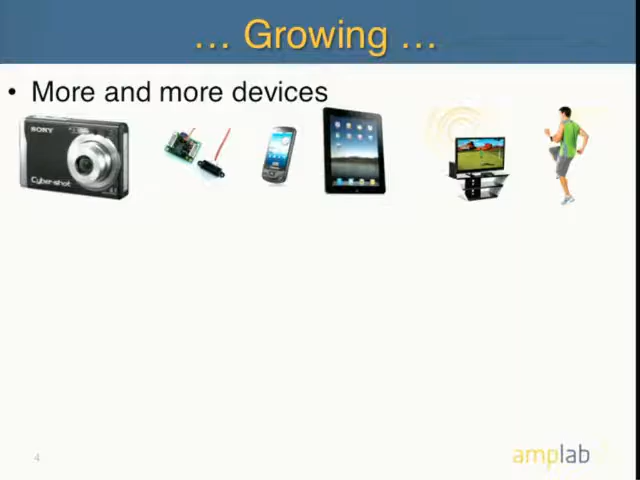 … Growing …
• More and more devices
SONY
Cyber-shot
4
amplab